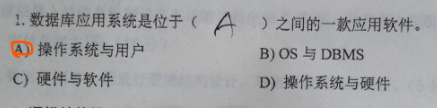 1. 数据库应用系统是位于（ A ）之间的一款应用软件。
A) 操作系统与用户 B) OS 与 DBMS
C) 硬件与软件 D) 操作系统与硬件